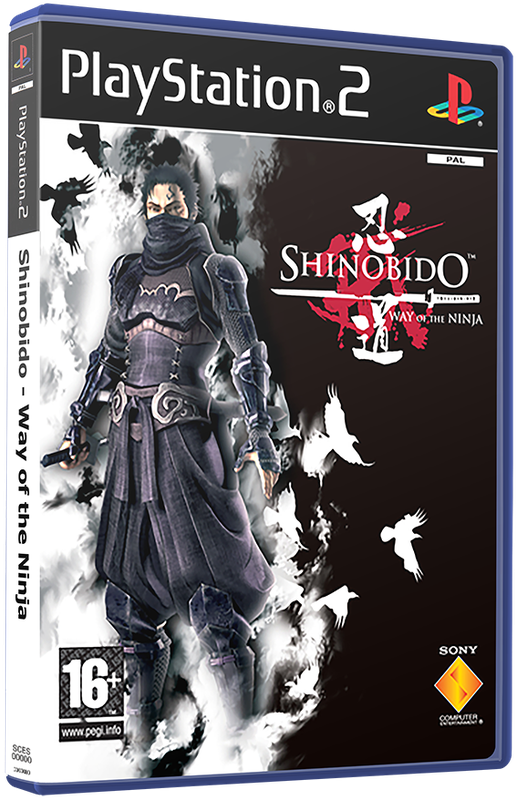 PAL
PlayStation®2
Shinobido - Way of the Ninja
SCES
00000
PlayStation®2
PAL
忍
SHINOBIDO™
WAY OF THE NINJA
道
16+
www.pegi.info
SONY
COMPUTER
ENTERTAINMENT®